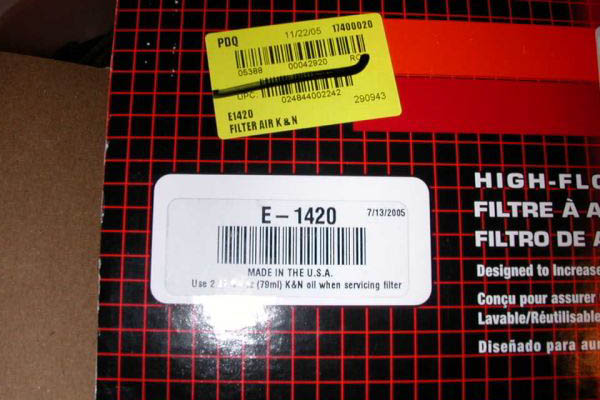 PDQ 11/22/05 17400020
05388 00042920
UPC: 024844002242 290943
E1420
FILTER AIR K & N
E-1420 7/13/2005
MADE IN THE U.S.A.
Use (79ml) K&N oil when servicing filter
HIGH-FLO
FILTRE À A
FILTRO DE A
Designed to Increase
Conçu pour assurer
Lavable/Réutilisable
Diseñado para au